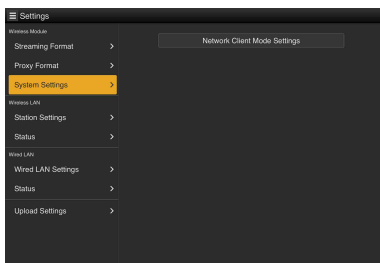 Settings
Wireless Module
Streaming Format
Proxy Format
System Settings
Wireless LAN
Station Settings
Status
Wired LAN
Wired LAN Settings
Status
Upload Settings
Network Client Mode Settings